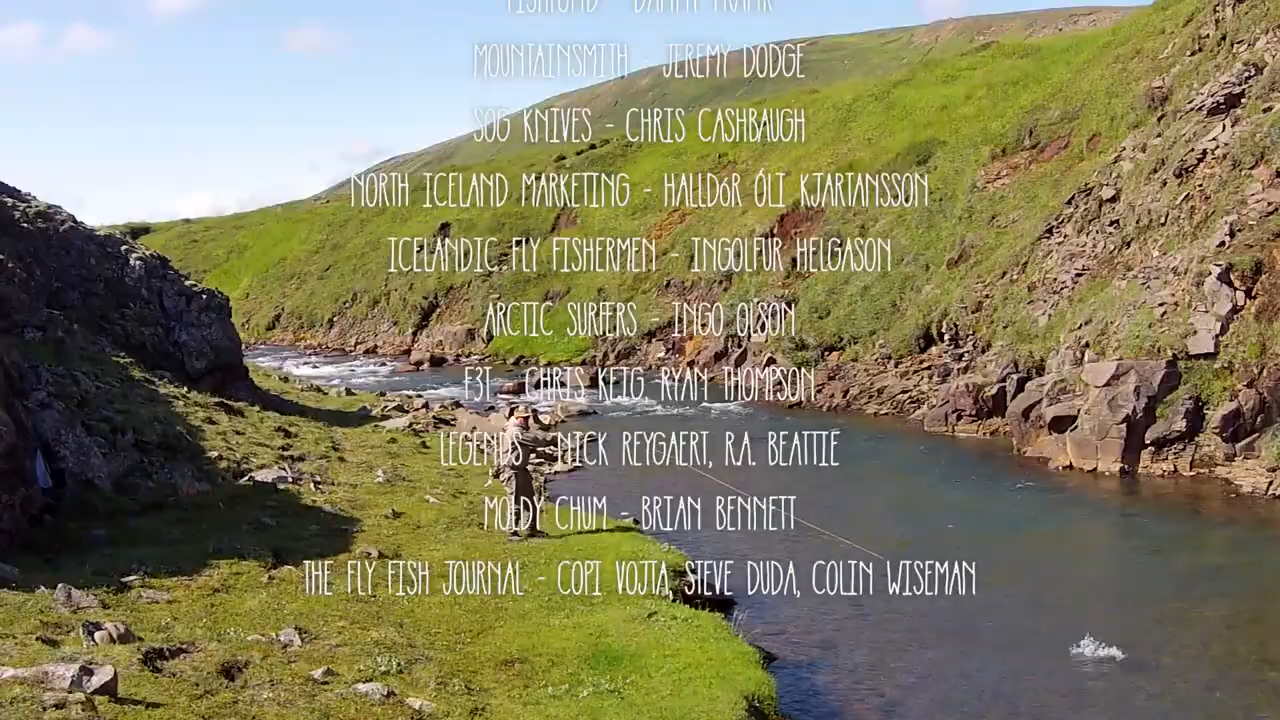 MOUNTAINSMITH - JEREMY DODGE
SOG KNIVES - CHRIS CASHBAUGH
NORTH ICELAND MARKETING - HALLDÓR ÓLI KJARTANSSON
ICELANDIC FLY FISHERMEN - INGOLFUR HELGASON
ARCTIC SURFERS - INGO OLSON
F3T - CHRIS KEIG, RYAN THOMPSON
LEGENDS - NICK REYGAERT, R.A. BEATTIE
MOLDY CHUM - BRIAN BENNETT
THE FLY FISH JOURNAL - COPI VOJTA, STEVE DUDA, COLIN WISEMAN